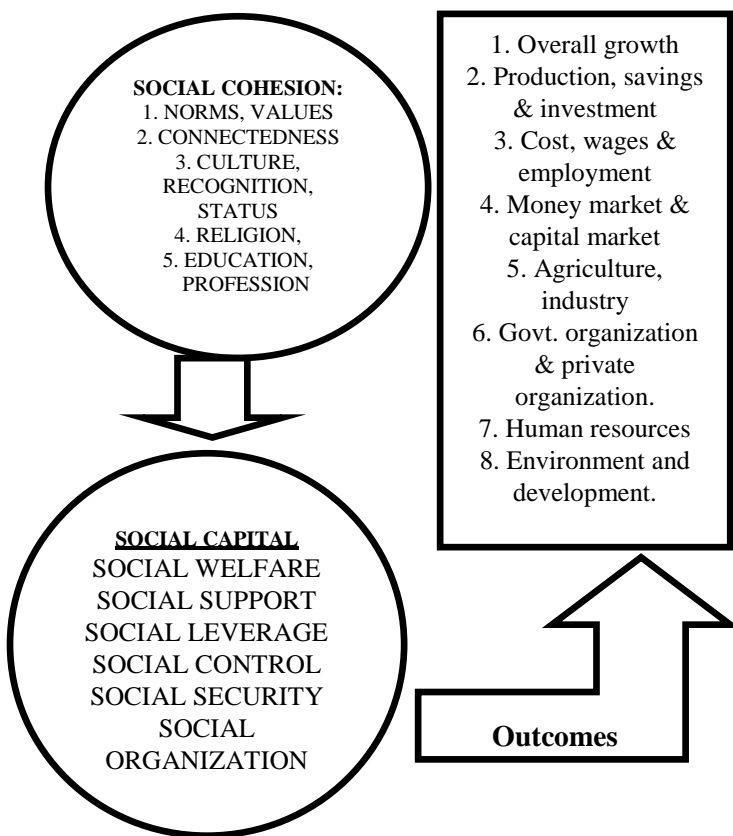 SOCIAL COHESION:
1. NORMS, VALUES
2. CONNECTEDNESS
3. CULTURE,
RECOGNITION,
STATUS
4. RELIGION,
5. EDUCATION,
PROFESSION
SOCIAL CAPITAL
SOCIAL WELFARE
SOCIAL SUPPORT
SOCIAL LEVERAGE
SOCIAL CONTROL
SOCIAL SECURITY
SOCIAL
ORGANIZATION
Outcomes
1. Overall growth
2. Production, savings
& investment
3. Cost, wages &
employment
4. Money market &
capital market
5. Agriculture,
industry
6. Govt. organization
& private
organization.
7. Human resources
8. Environment and
development.